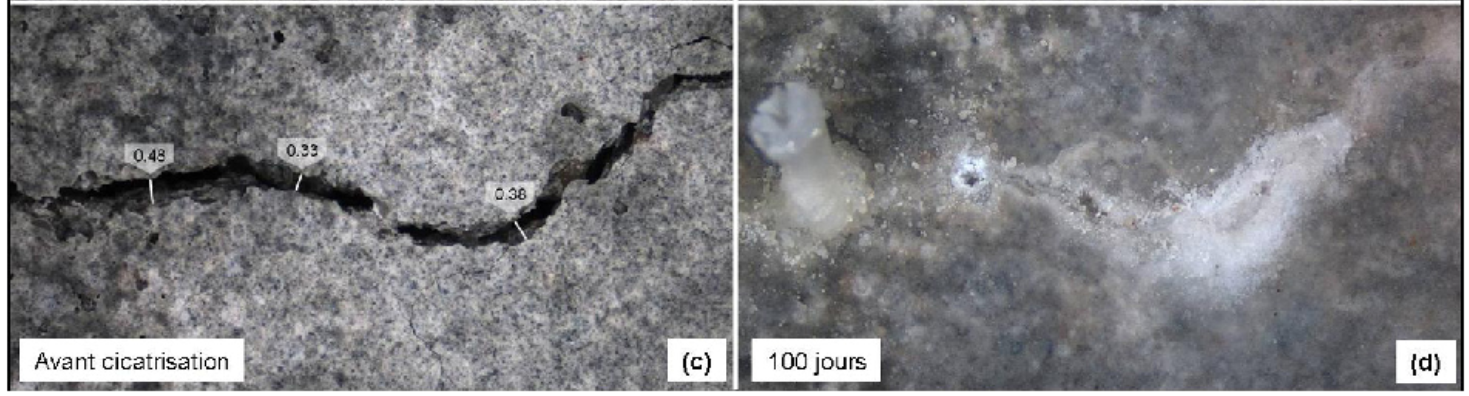 0.48
0.33
0.38
Avant cicatrisation
(c)
100 jours
(d)